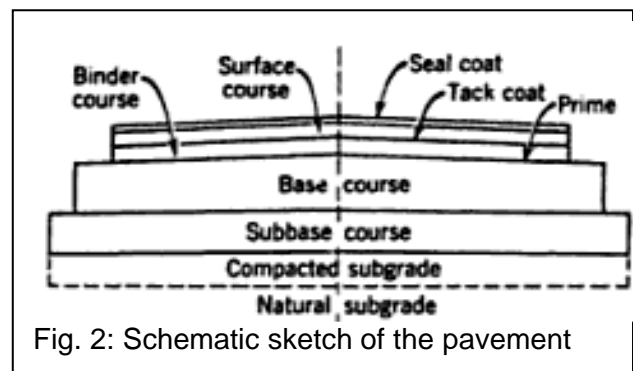 Binder
course
Surface
course
Seal coat
Tack coat
Prime
Base course
Subbase course
Compacted subgrade
Natural subgrade
Fig. 2: Schematic sketch of the pavement